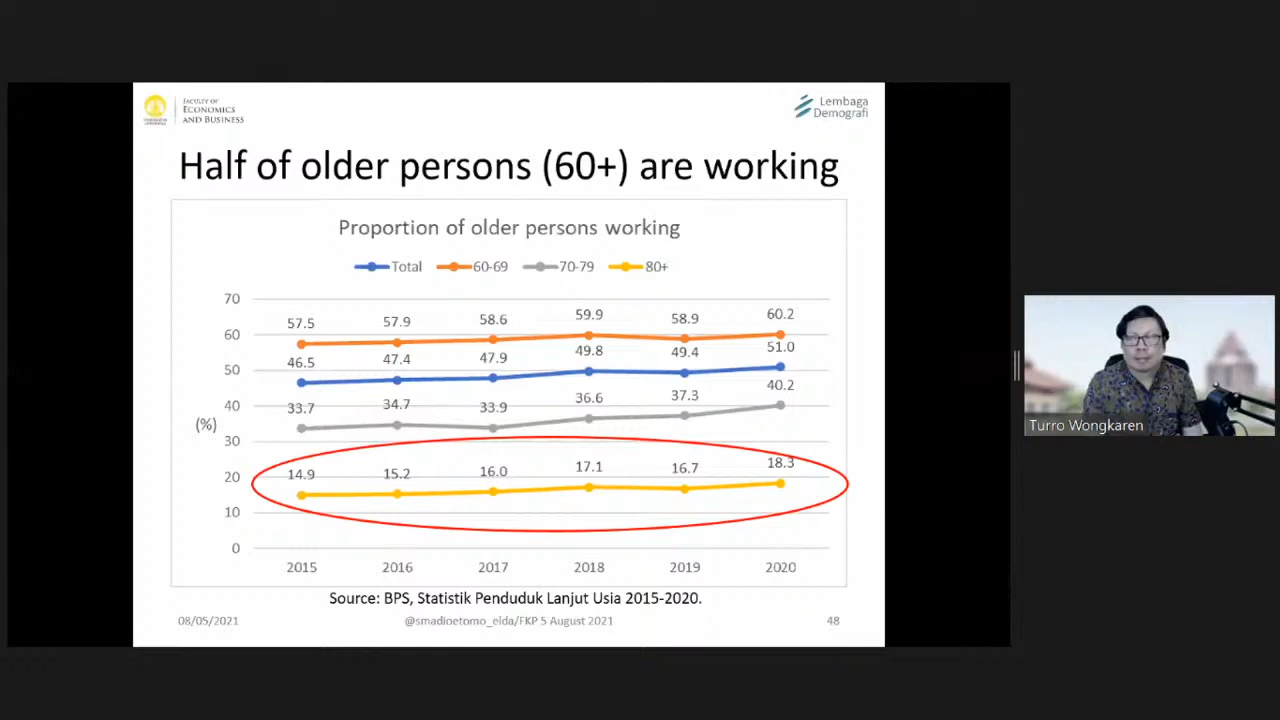 FACULTY OF
ECONOMICS
AND BUSINESS
Lembaga
Demografi
Half of older persons (60+) are working
Proportion of older persons working
Total 60-69 70-79 80+
70
60
50
40
30
20
10
0
(%)
57.5 57.9 58.6 59.9 58.9 60.2
46.5 47.4 47.9 49.8 49.4 51.0
33.7 34.7 33.9 36.6 37.3 40.2
14.9 15.2 16.0 17.1 16.7 18.3
2015 2016 2017 2018 2019 2020
Source: BPS, Statistik Penduduk Lanjut Usia 2015-2020.
08/05/2021 @smadioetomo_elda/FKP 5 August 2021 48
Turro Wongkaren